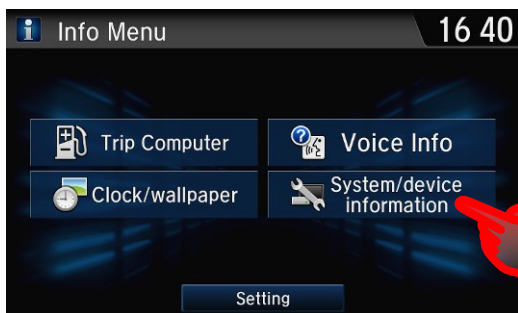 Info Menu
16 40
Trip Computer
Voice Info
Clock/wallpaper
System/device
information
Setting